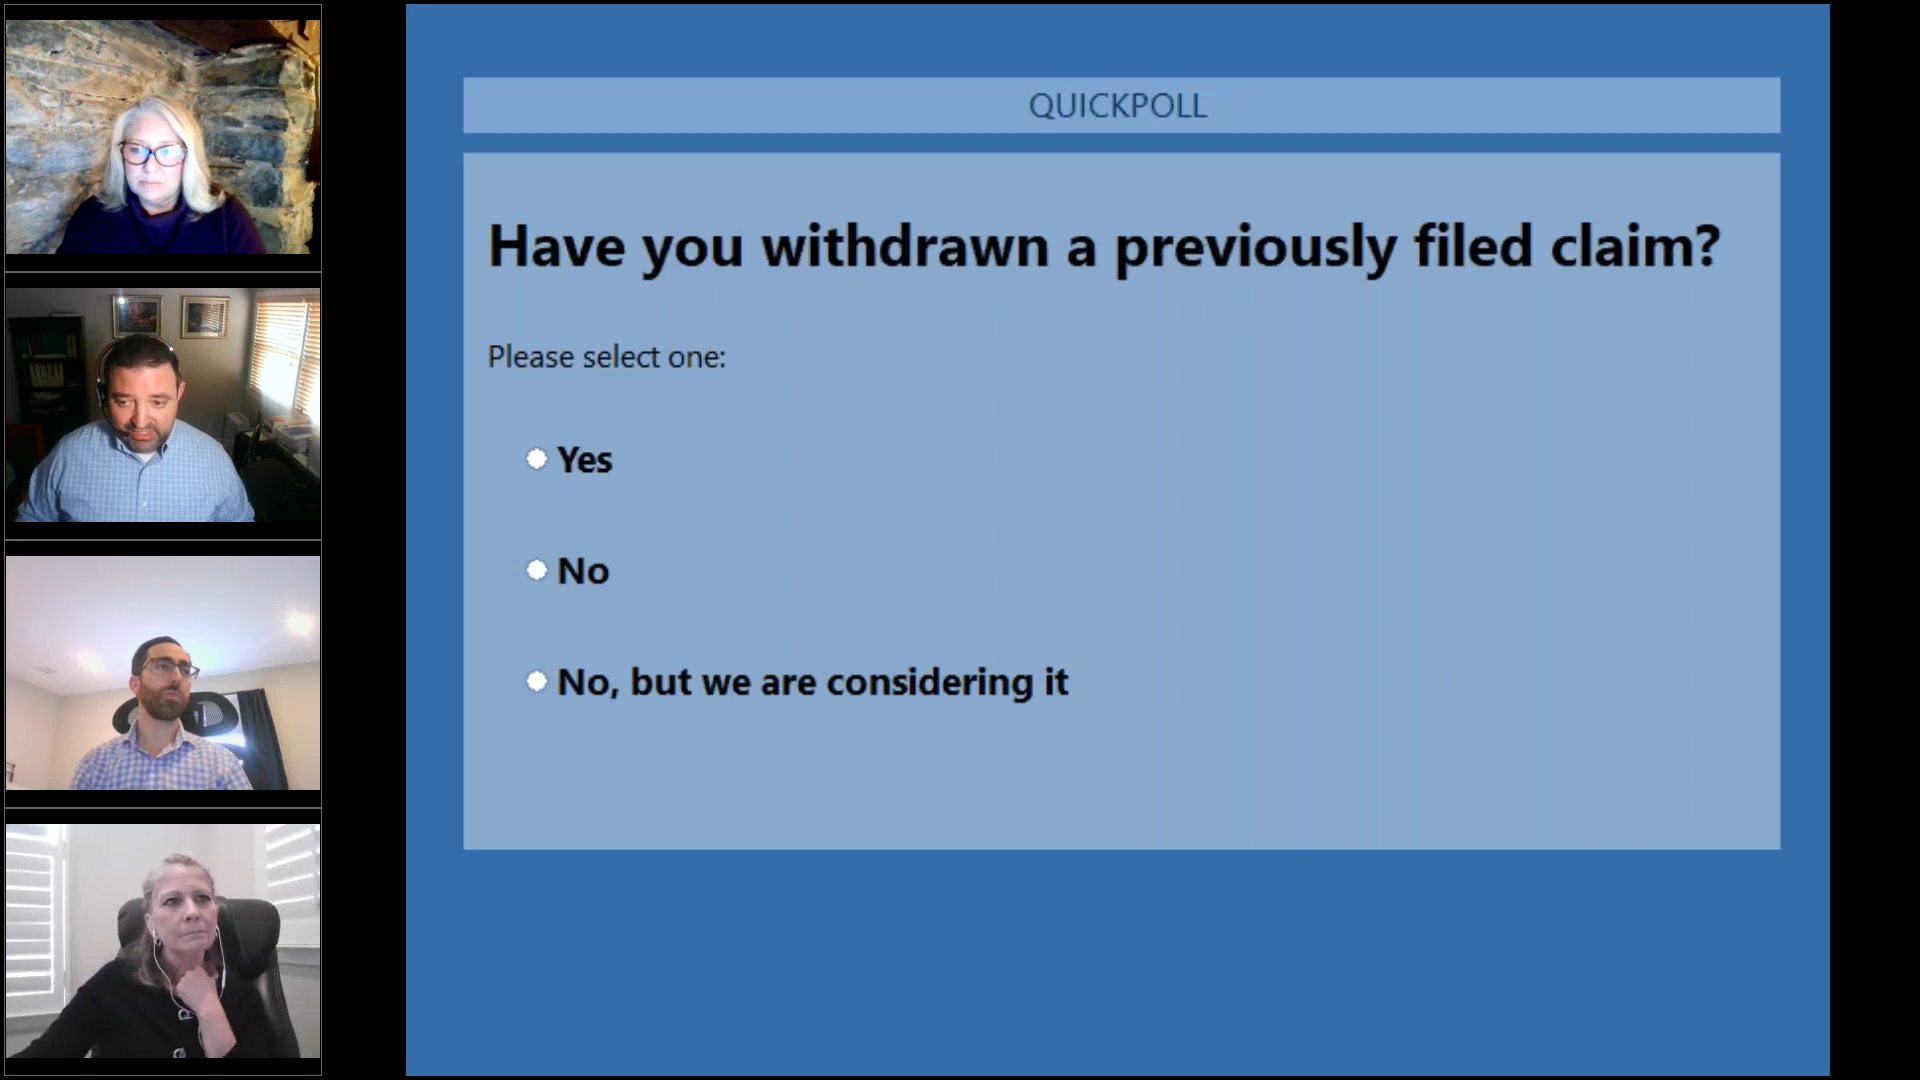 QUICKPOLL
Have you withdrawn a previously filed claim?
Please select one:
Yes
No
No, but we are considering it